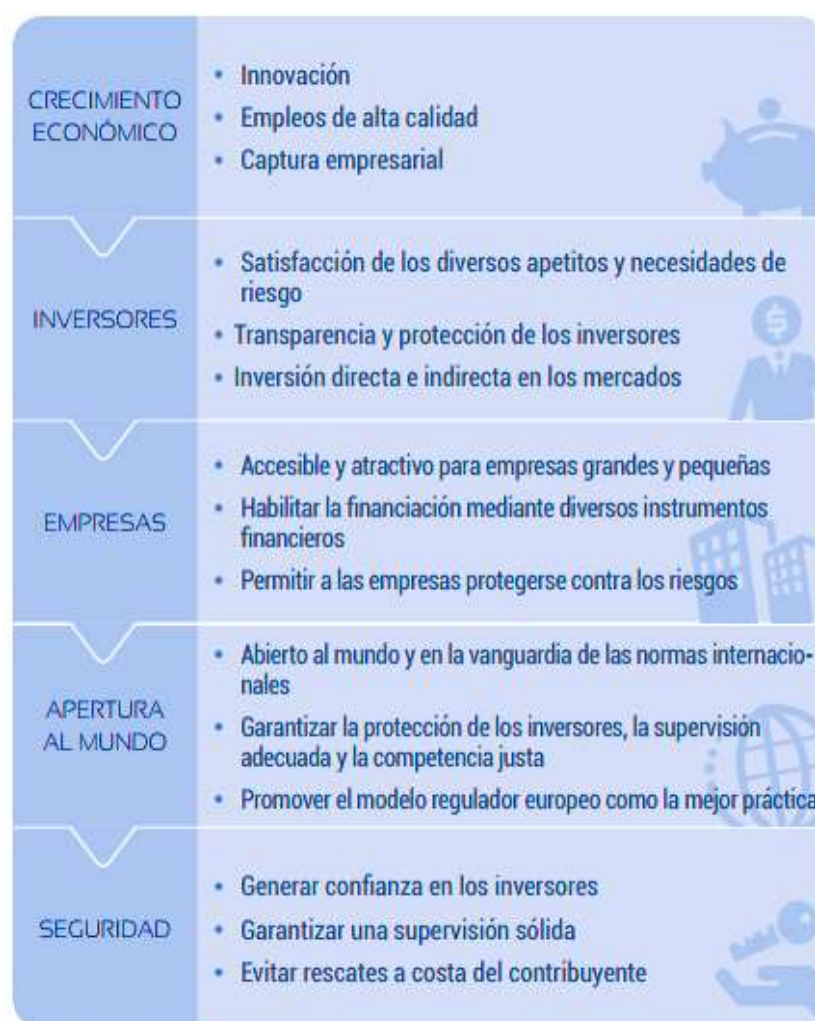 CRECIMIENTO
ECONÓMICO
• Innovación
• Empleos de alta calidad
• Captura empresarial
INVERSORES
• Satisfacción de los diversos apetitos y necesidades de
riesgo
• Transparencia y protección de los inversores
• Inversión directa e indirecta en los mercados
EMPRESAS
• Accesible y atractivo para empresas grandes y pequeñas
• Habilitar la financiación mediante diversos instrumentos
financieros
• Permitir a las empresas protegerse contra los riesgos
APERTURA
AL MUNDO
• Abierto al mundo y en la vanguardia de las normas internacio-
nales
• Garantizar la protección de los inversores, la supervisión
adecuada y la competencia justa
• Promover el modelo regulador europeo como la mejor práctica
SEGURIDAD
• Generar confianza en los inversores
• Garantizar una supervisión sólida
• Evitar rescates a costa del contribuyente